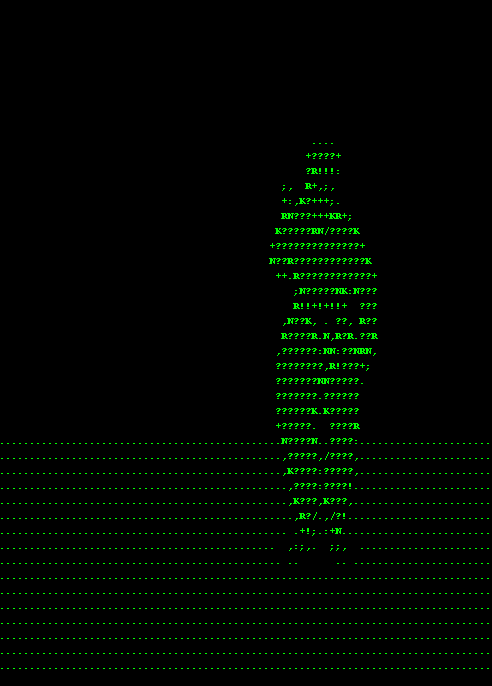 ....
+????+
?R!!!:
;,  R+,;,
+:,K?+++;.
RN???+++KR+;
K?????RN/????K
+??????????????+
N??R????????????K
++.R????????????+
;N?????NK:N???
R!!+!+!!+  ???
,N??K, . ??, R??
R????R.N,R?R.??R
,??????:NN:??NRN,
????????,R!???+;
???????NN?????.
???????.??????
??????K.K?????
+?????.  ????R
N????N. ????:
,?????,/????,
,K????:?????,
,????:????!
,K???,K???,
,R?/.,/?!
.+!;.:+N.
,:;,.  ;;,